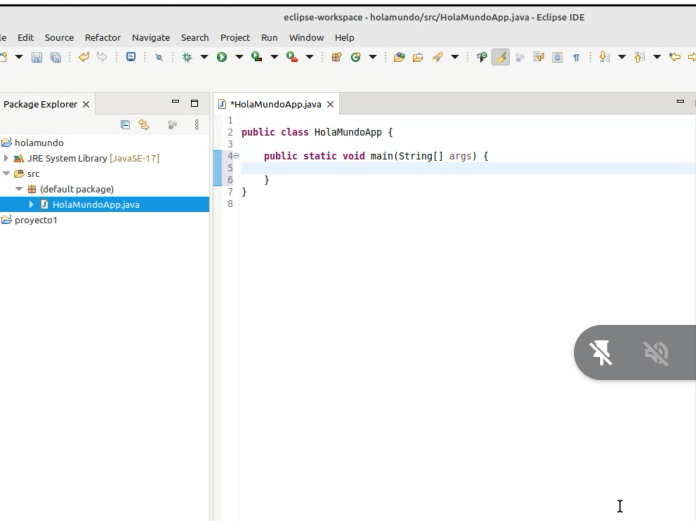 eclipse-workspace - holamundo/src/HolaMundoApp.java - Eclipse IDE
le Edit Source Refactor Navigate Search Project Run Window Help
Package Explorer
*HolaMundoApp.java
holamundo
JRE System Library [JavaSE-17]
src
(default package)
HolaMundoApp.java
proyecto1
1
2 public class HolaMundoApp {
3
4 public static void main(String[] args) {
5
6 }
7 }
8